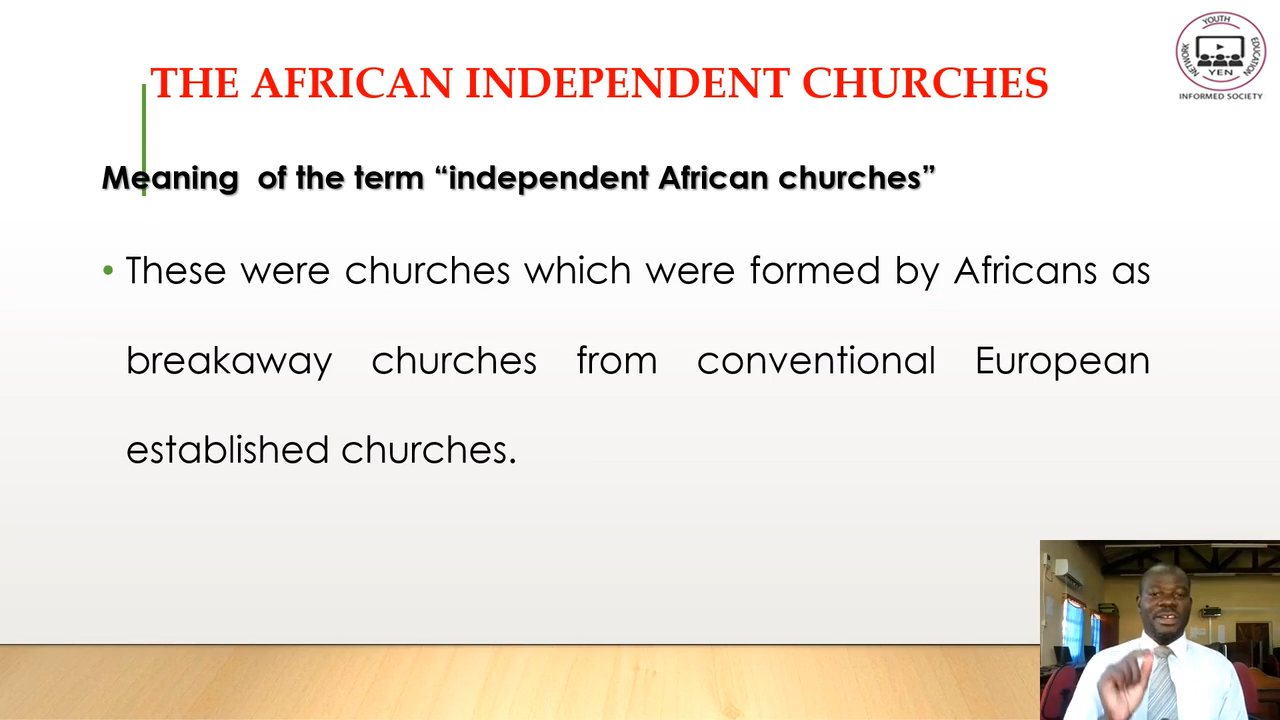 THE AFRICAN INDEPENDENT CHURCHES
YOUTH
EDUCATION
NETWORK
YEN
INFORMED SOCIETY
Meaning of the term “independent African churches”
• These were churches which were formed by Africans as
breakaway churches from conventional European
established churches.